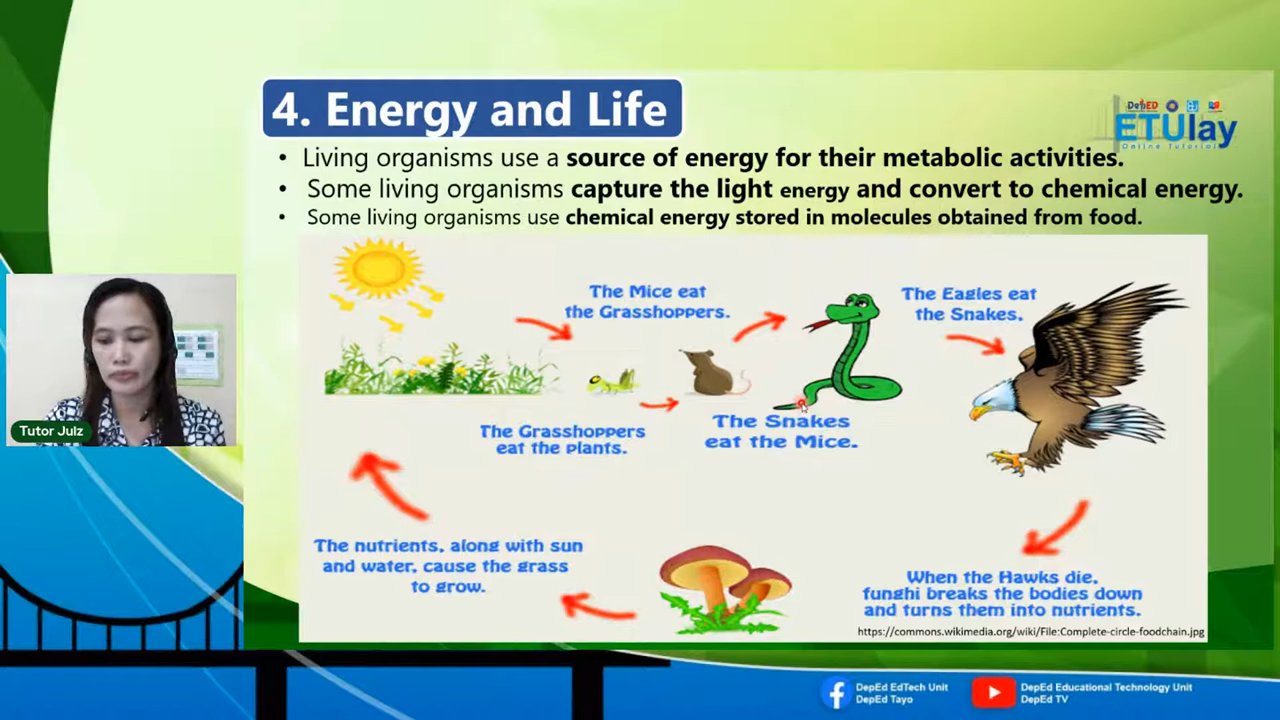 4. Energy and Life
DepED
ETUlay
Online Tutorial
• Living organisms use a source of energy for their metabolic activities.
• Some living organisms capture the light energy and convert to chemical energy.
• Some living organisms use chemical energy stored in molecules obtained from food.
The Mice eat
the Grasshoppers.
The Eagles eat
the Snakes.
The Grasshoppers
eat the plants.
The Snakes
eat the Mice.
Tutor Julz
The nutrients, along with sun
and water, cause the grass
to grow.
When the Hawks die,
funghi breaks the bodies down
and turns them into nutrients.
https://commons.wikimedia.org/wiki/File:Complete-circle-foodchain.jpg
DepEd EdTech Unit
DepEd Tayo
DepEd Educational Technology Unit
DepEd TV